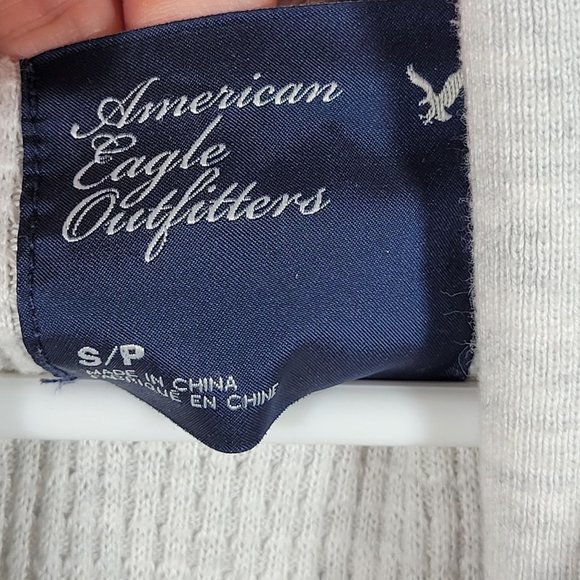 American
Eagle
Outfitters
S/P
MADE IN CHINA
FABRIQUÉ EN CHINE